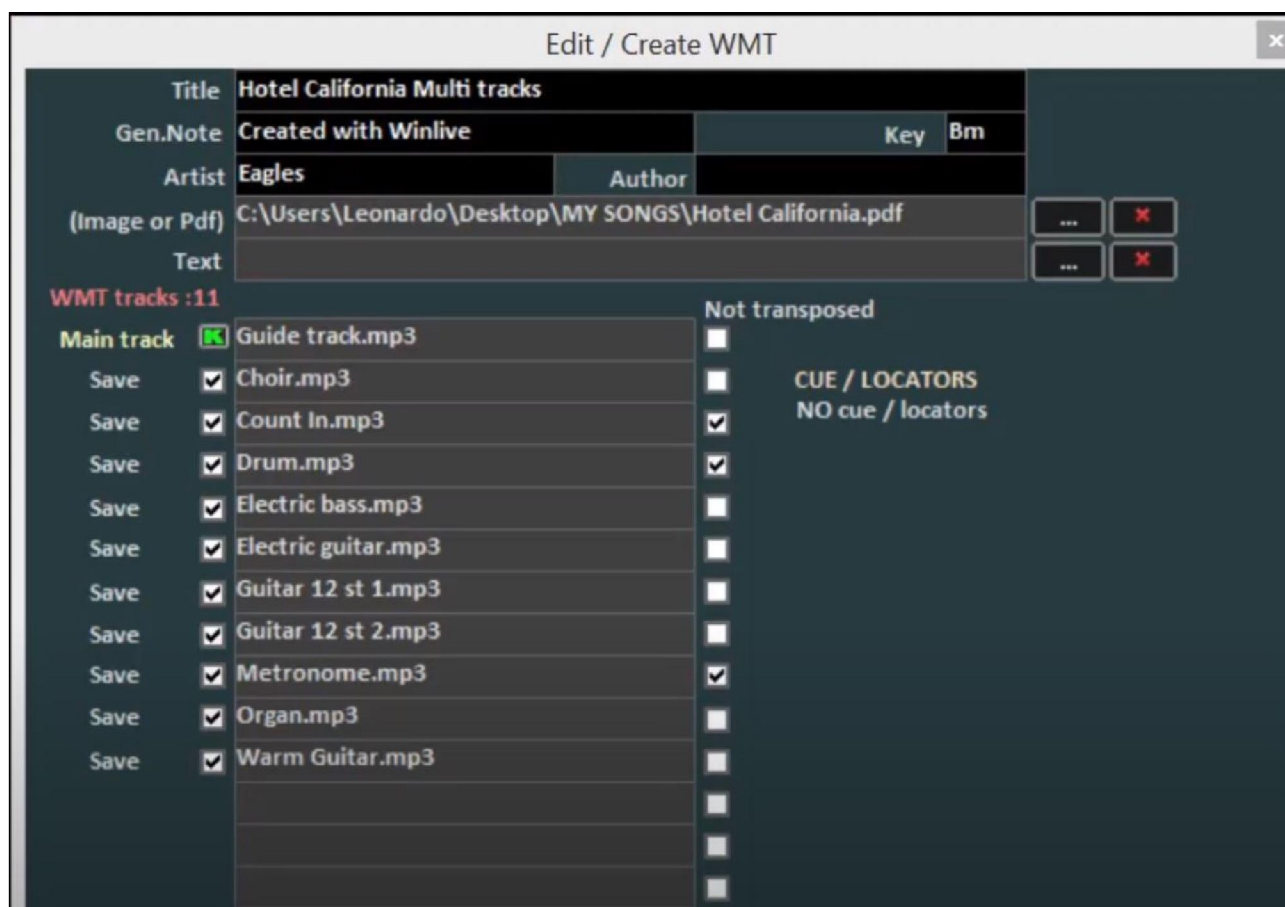 Edit / Create WMT
Title Hotel California Multi tracks
Gen.Note Created with Winlive Key Bm
Artist Eagles Author
(Image or Pdf) C:\Users\Leonardo\Desktop\MY SONGS\Hotel California.pdf ...
Text ...
WMT tracks :11
Not transposed
Main track K Guide track.mp3
Save Choir.mp3 CUE / LOCATORS
Save Count In.mp3 NO cue / locators
Save Drum.mp3
Save Electric bass.mp3
Save Electric guitar.mp3
Save Guitar 12 st 1.mp3
Save Guitar 12 st 2.mp3
Save Metronome.mp3
Save Organ.mp3
Save Warm Guitar.mp3